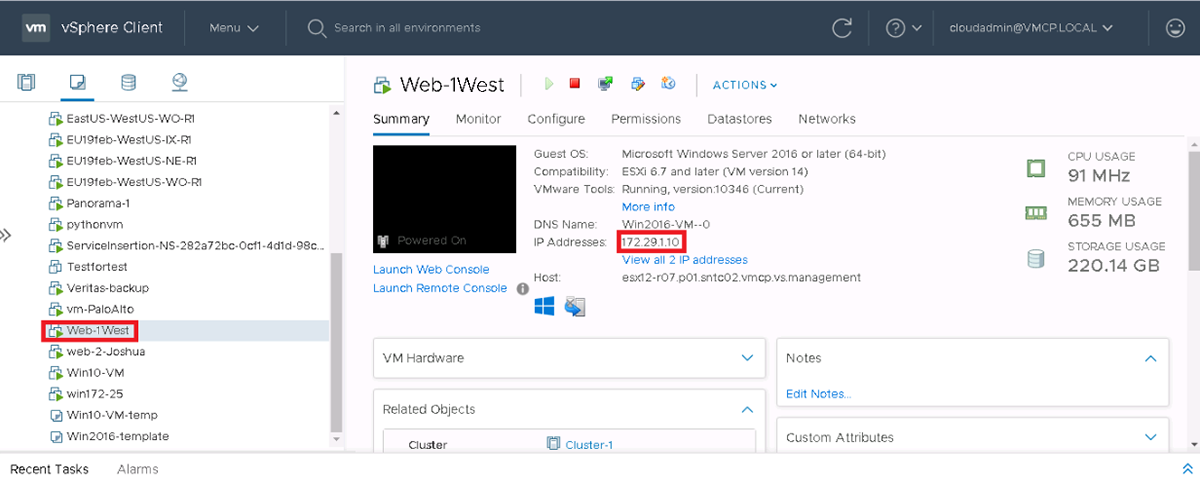 vm vSphere Client Menu Search in all environments cloudadmin@VMCP.LOCAL
EastUS-WestUS-WO-R1
EU19feb-WestUS-IX-R1
EU19feb-WestUS-NE-R1
EU19feb-WestUS-WO-R1
Panorama-1
pythonvm
ServiceInsertion-NS-282a72bc-0cf1-4d1d-98c...
Testfortest
Veritas-backup
vm-PaloAlto
Web-1West
web-2-Joshua
Win10-VM
win172-25
Win10-VM-temp
Win2016-template
Web-1West ACTIONS
Summary Monitor Configure Permissions Datastores Networks
Powered On
Launch Web Console
Launch Remote Console
Guest OS: Microsoft Windows Server 2016 or later (64-bit)
Compatibility: ESXi 6.7 and later (VM version 14)
VMware Tools: Running, version:10346 (Current)
More info
DNS Name: Win2016-VM--0
IP Addresses: 172.29.1.10
View all 2 IP addresses
Host: esx12-r07.p01.sntc02.vmcp.vs.management
CPU USAGE
91 MHz
MEMORY USAGE
655 MB
STORAGE USAGE
220.14 GB
VM Hardware
Related Objects
Cluster Cluster-1
Notes
Edit Notes...
Custom Attributes
Recent Tasks Alarms